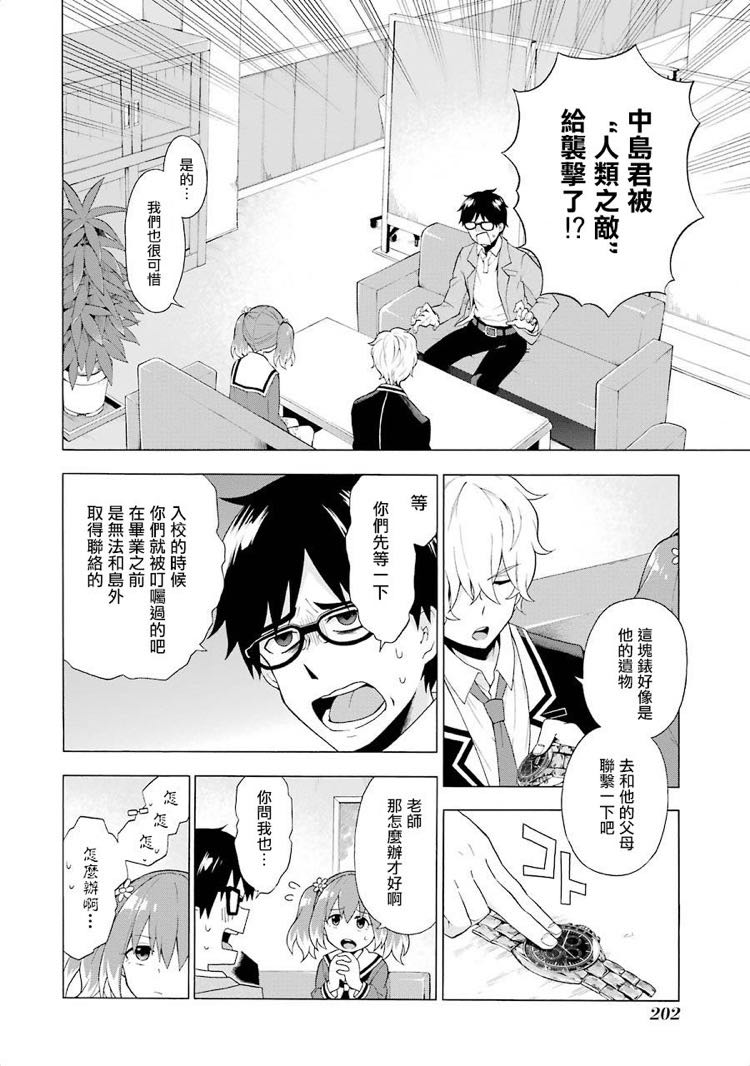 中島君被
“人類之敵”
給襲擊了!?
是的…
我們也很可惜
這塊錶好像是
他的遺物
去和他的父母
聯繫一下吧
コト
等
你們先等一下
入校的時候
你們就被叮囑過的吧
在畢業之前
是無法和島外
取得聯絡的
老師
那怎麼辦才好啊
你問我也…
怎、
怎、
怎、
怎麼辦啊…
202